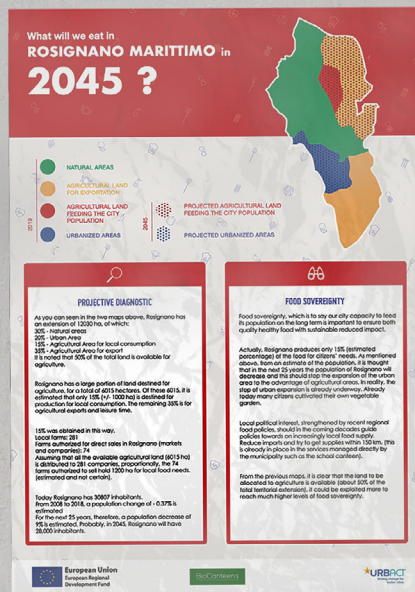 What will we eat in
ROSIGNANO MARITTIMO in
2045 ?
NATURAL AREAS
AGRICULTURAL LAND
FOR EXPORTATION
2019
AGRICULTURAL LAND
FEEDING THE CITY
POPULATION
URBANIZED AREAS
2045
PROJECTED AGRICULTURAL LAND
FEEDING THE CITY POPULATION
PROJECTED URBANIZED AREAS
PROJECTIVE DIAGNOSTIC
As you can seen in the two maps above, Rosignano has
an extension of 12030 ha, of which:
30% - Natural areas
20% - Urban Area
15% - Agricultural Area for local consumption
35% - Agricultural Area for export
It is noted that 50% of the total land is available for
agriculture.
Rosignano has a large portion of land destined for
agriculture, for a total of 6015 hectares. Of these 6015, it is
estimated that only 15% (+/- 1000 ha) is destined for
production for local consumption. The remaining 35% is for
agricultural exports and leisure time.
15% was obtained in this way.
Local farms: 281
Farms authorized for direct sales in Rosignano (markets
and companies): 74
Assuming that all the available agricultural land (6015 ha)
is distributed to 281 companies, proportionally, the 74
farms authorized to sell hold 1200 ha for local food needs.
(estimated and not certain).
Today Rosignano has 30807 inhabitants.
From 2008 to 2018, a population change of - 0.37% is
estimated
For the next 25 years, therefore, a population decrease of
9% is estimated. Probably, in 2045, Rosignano will have
28,000 inhabitants.
FOOD SOVEREIGNTY
Food sovereignty, which is to say our city capacity to feed
its population on the long term is important to ensure both
quality healthy food with sustainable reduced impact.
Actually, Rosignano produces only 15% (estimated
percentage) of the food for citizens' needs. As mentioned
above, from an estimate of the population, it is thought
that in the next 25 years the population of Rosignano will
decrease and this should stop the expansion of the urban
area to the advantage of agricultural areas. In reality, the
stop of urban expansion is already underway. Already
today many citizens cultivated their own vegetable
garden.
Local political interest, strengthened by recent regional
food policies, should in the coming decades guide
policies towards an increasingly local food supply.
Reduce imports and try to get supplies within 150 km. (this
is already in place in the services managed directly by
the municipality such as the school canteen).
From the previous maps, it is clear that the land be
allocated to agriculture is available (about 50% of the
total territorial extension), it could be exploited more to
reach much higher levels of food sovereignty.
European Union
European Regional
Development Fund
BioCanteens
URBACT